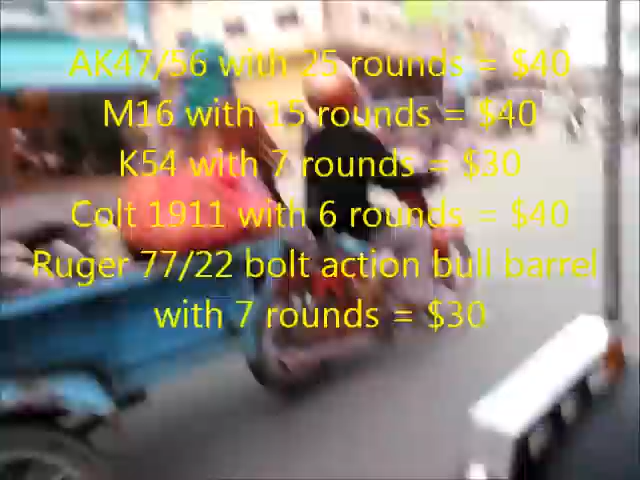 AK47/56 with 25 rounds = $40
M16 with 15 rounds = $40
K54 with 7 rounds = $30
Colt 1911 with 6 rounds = $40
Ruger 77/22 bolt action bull barrel
with 7 rounds = $30